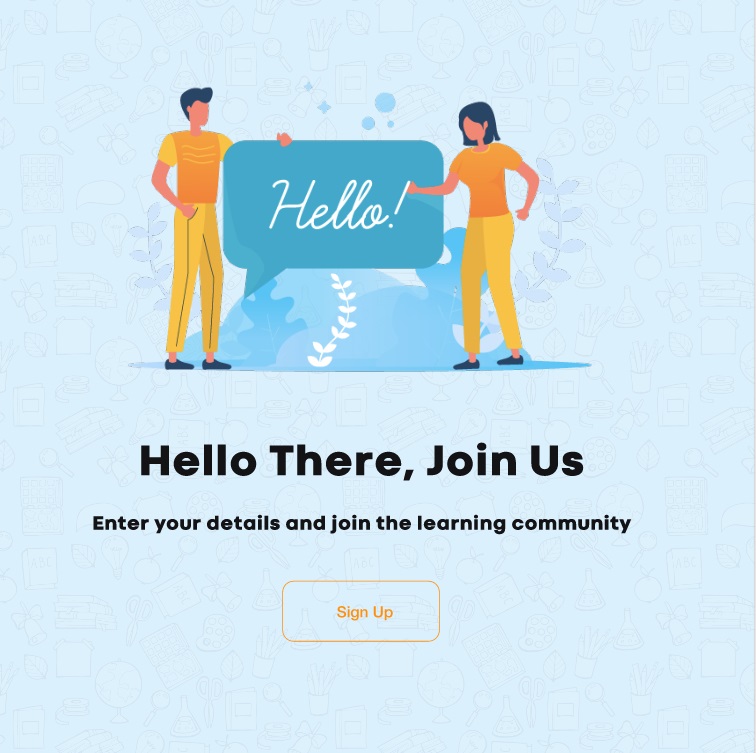 Hello!
Hello There, Join Us
Enter your details and join the learning community
Sign Up